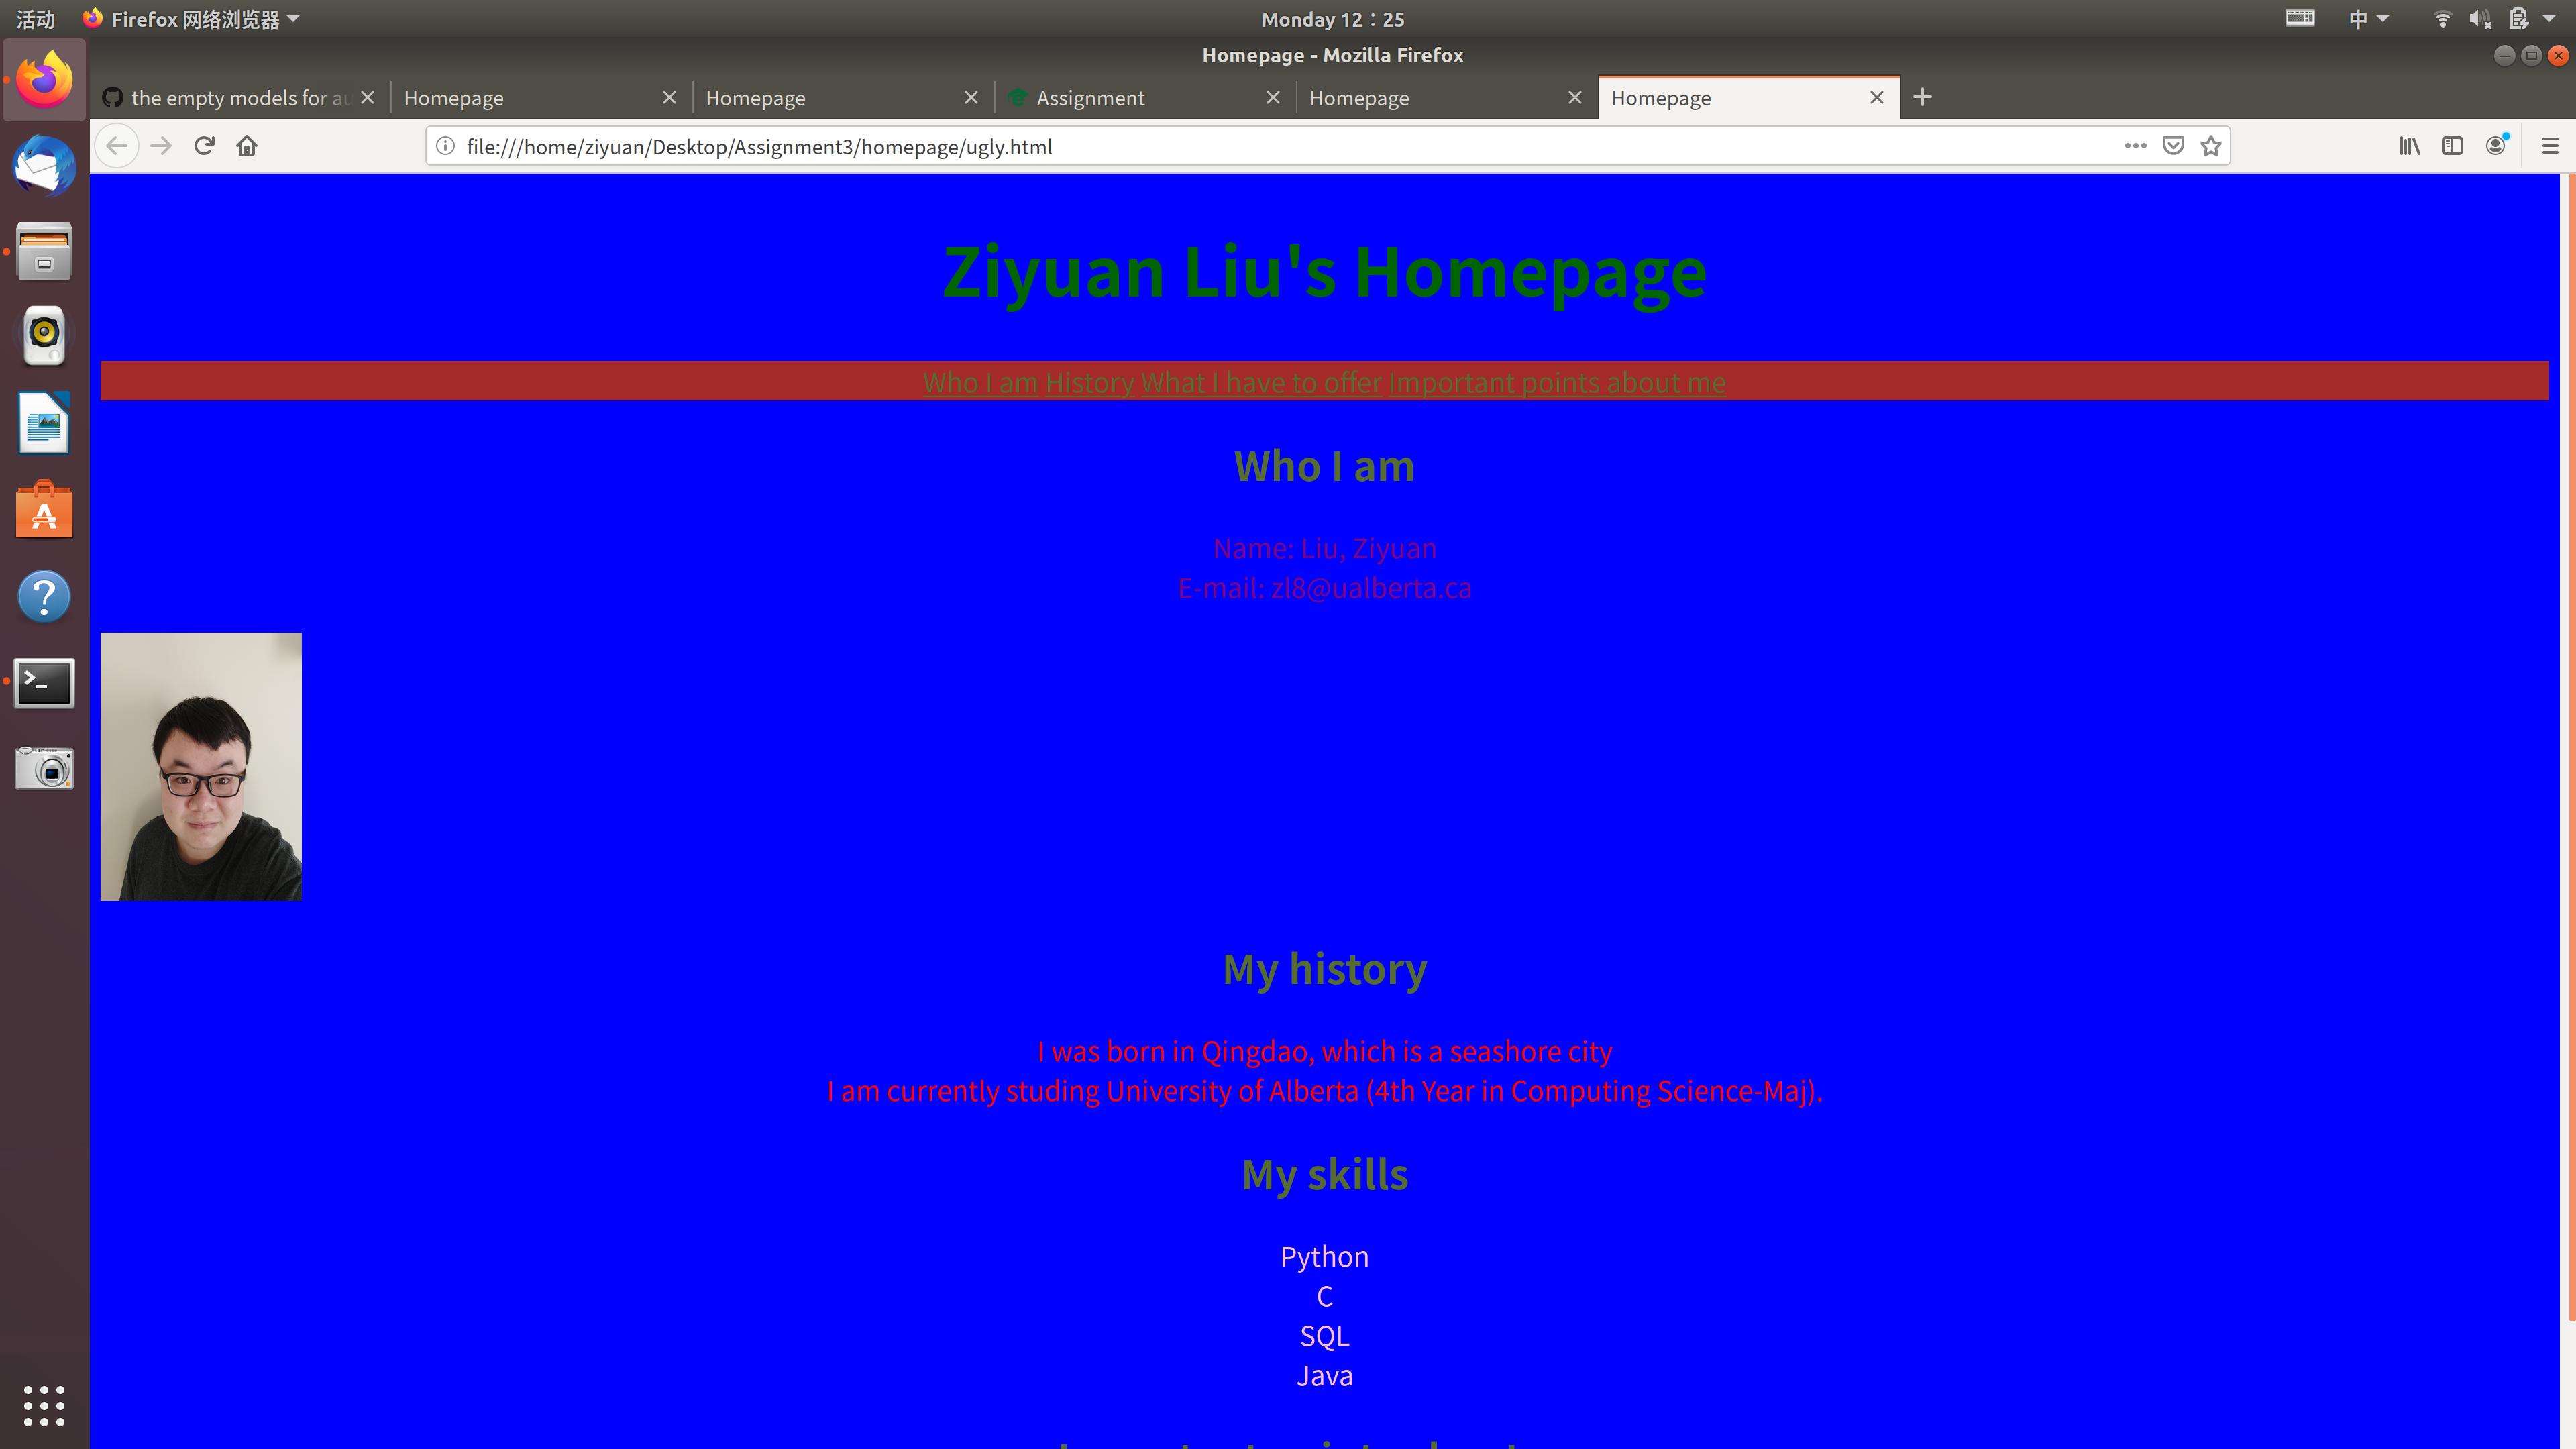 活动 Firefox 网络浏览器 Monday 12：25 中
Homepage - Mozilla Firefox
the empty models for au Homepage Homepage Assignment Homepage Homepage
file:///home/ziyuan/Desktop/Assignment3/homepage/ugly.html
Ziyuan Liu's Homepage
Who I am History What I have to offer Important points about me
Who I am
Name: Liu, Ziyuan
E-mail: zl8@ualberta.ca
My history
I was born in Qingdao, which is a seashore city
I am currently studing University of Alberta (4th Year in Computing Science-Maj).
My skills
Python
C
SQL
Java